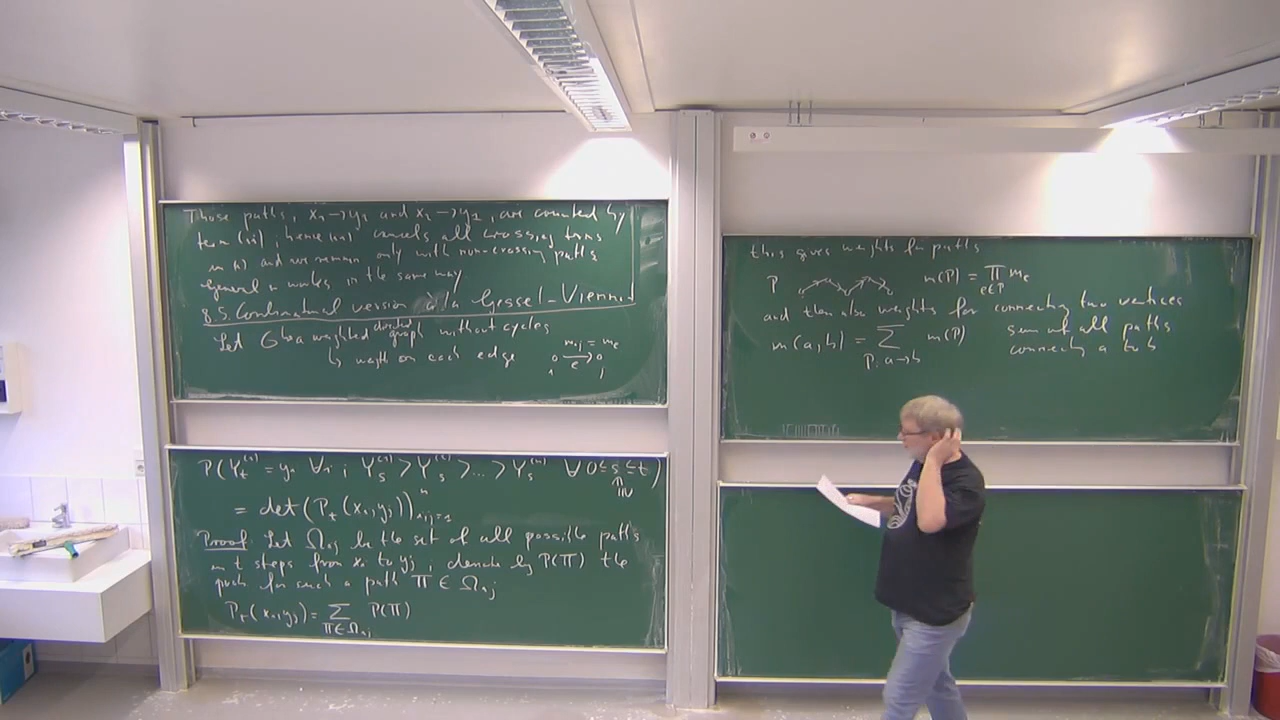 Those paths, x₁→y₂ and x₂→y₁, are counted by
term (ii), hence (ii) cancels all crossing terms
in (i) and we remain only with non-crossing paths
general n works in the same way
8.5. Combinatorial version à la Gessel-Viennot
Let G be a weighted directed graph without cycles
↳ weight on each edge
m_ij = m_e
i o →e o j
P(Y_t^(i) = y_i ∀ i ; Y_s^(1) > Y_s^(2) > ... > Y_s^(n) ∀ 0 ≤ s ≤ t)
= det(P_t(x_i, y_j))_{i,j=1}^n
Proof: Let Ω_ij be the set of all possible paths
in t steps from x_i to y_j; denote by P(π) the
prob. for such a path π ∈ Ω_ij
P_t(x_i, y_j) = Σ_{π∈Ω_ij} P(π)
this gives weights for paths
P m(P) = Π_{e∈P} m_e
and then also weights for connecting two vertices
m(a,b) = Σ_{P: a→b} m(P) sum of all paths
connecting a to b